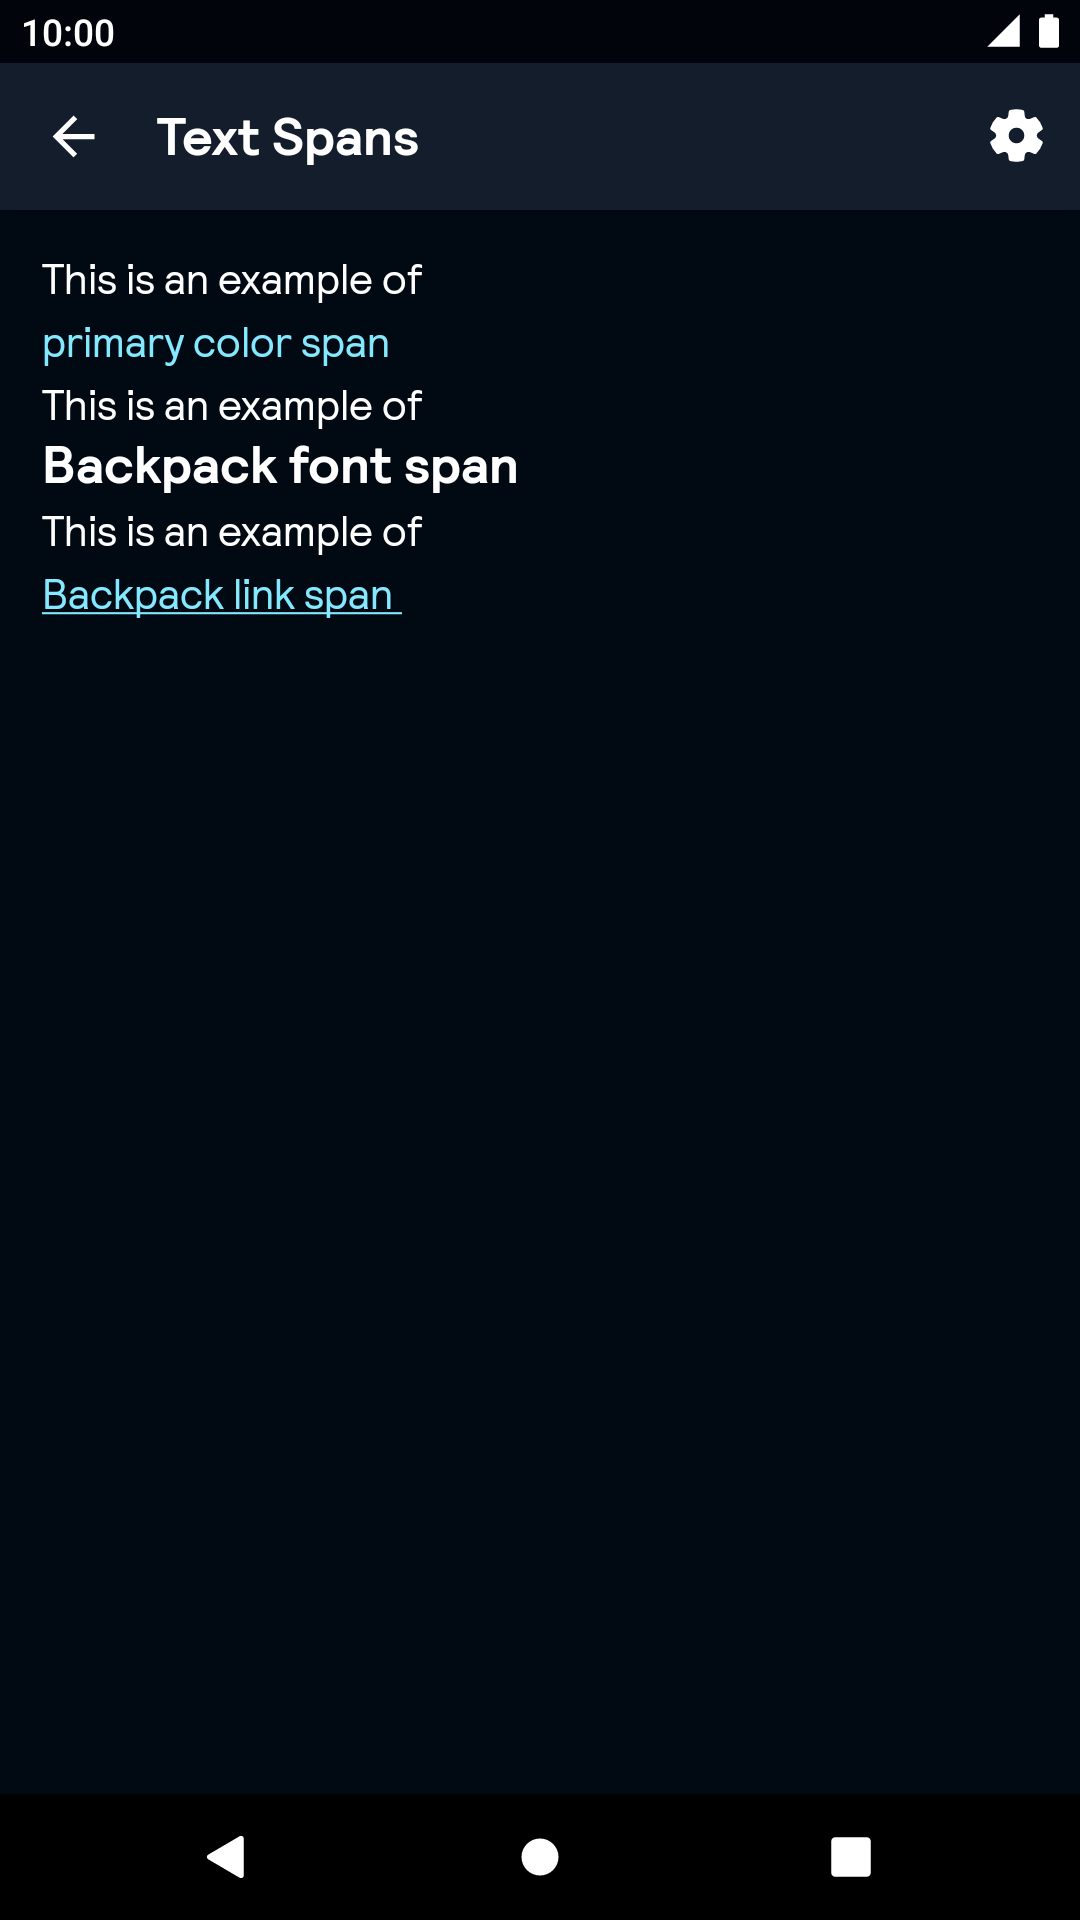 10:00
Text Spans
This is an example of
primary color span
This is an example of
Backpack font span
This is an example of
Backpack link span